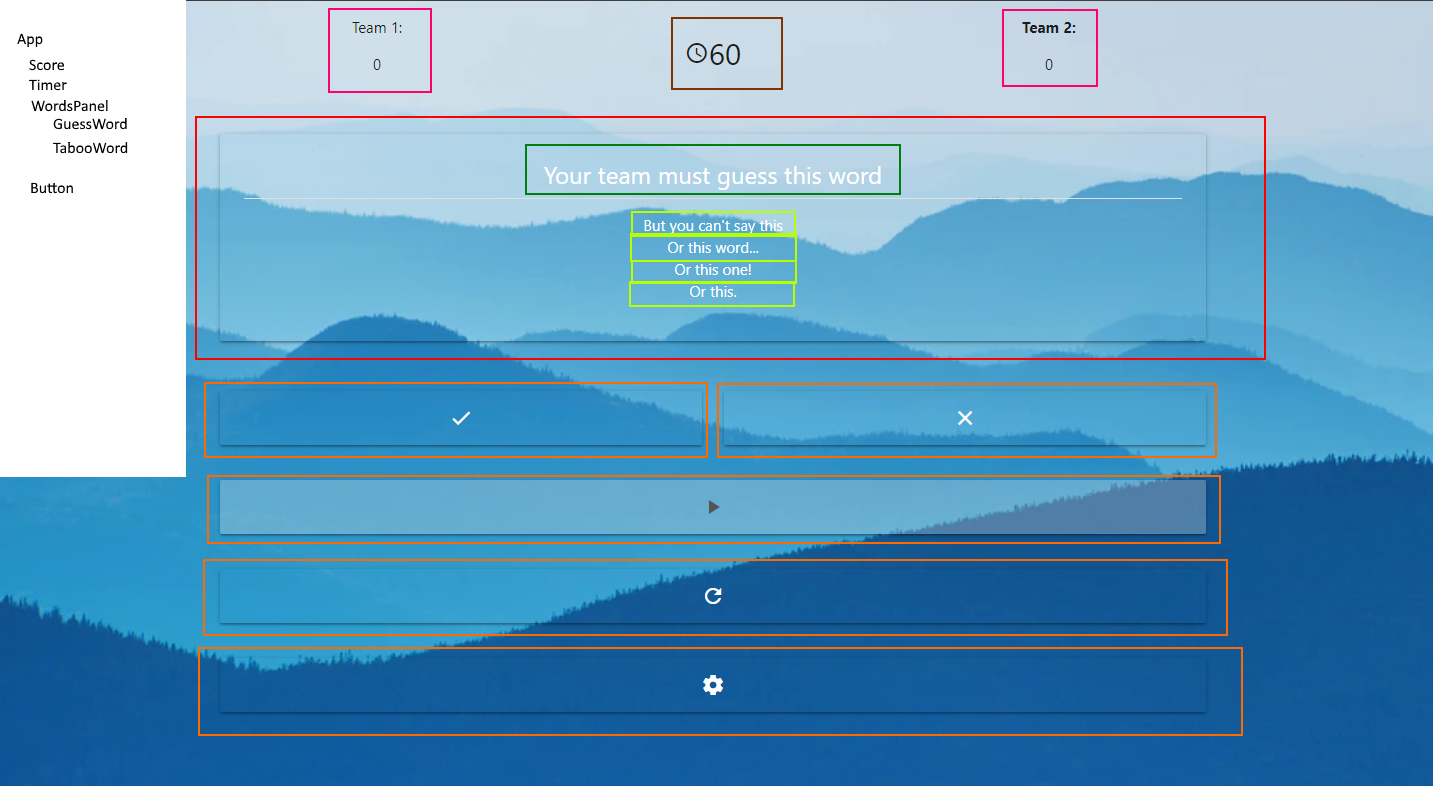 App
Score
Timer
WordsPanel
GuessWord
TabooWord
Button
Team 1:
0
60
Team 2:
0
Your team must guess this word
But you can't say this
Or this word...
Or this one!
Or this.